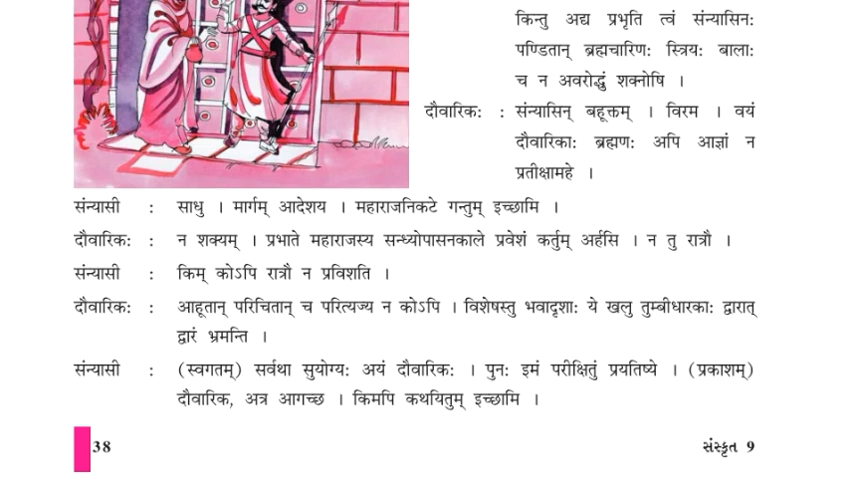 किन्तु अद्य प्रभृति त्वं संन्यासिनः
पण्डितान् ब्रह्मचारिणः स्त्रियः बालाः
च न अवरोद्धुं शक्नोषि ।
दौवारिकः : संन्यासिन् बहूक्तम् । विरम । वयं
दौवारिकाः ब्रह्मणः अपि आज्ञां न
प्रतीक्षामहे ।
संन्यासी : साधु । मार्गम् आदेशय । महाराजनिकटे गन्तुम् इच्छामि ।
दौवारिकः : न शक्यम् । प्रभाते महाराजस्य सन्ध्योपासनकाले प्रवेशं कर्तुम् अर्हसि । न तु रात्रौ ।
संन्यासी : किम् कोऽपि रात्रौ न प्रविशति ।
दौवारिकः : आहूतान् परिचितान् च परित्यज्य न कोऽपि । विशेषस्तु भवादृशाः ये खलु तुम्बीधारकाः द्वारात्
द्वारं भ्रमन्ति ।
संन्यासी : (स्वगतम्) सर्वथा सुयोग्यः अयं दौवारिकः । पुनः इमं परीक्षितुं प्रयतिष्ये । (प्रकाशम्)
दौवारिक, अत्र आगच्छ । किमपि कथयितुम् इच्छामि ।
38 સંસ્કૃત 9